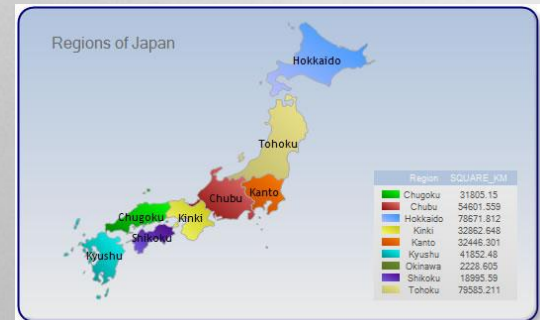 Regions of Japan
Hokkaido
Tohoku
Kanto
Chubu
Kinki
Chugoku
Shikoku
Kyushu
Region SQUARE_KM
Chugoku 31805.15
Chubu 54601.559
Hokkaido 78671.812
Kinki 32862.648
Kanto 32446.301
Kyushu 41852.48
Okinawa 2228.605
Shikoku 18995.59
Tohoku 79585.211